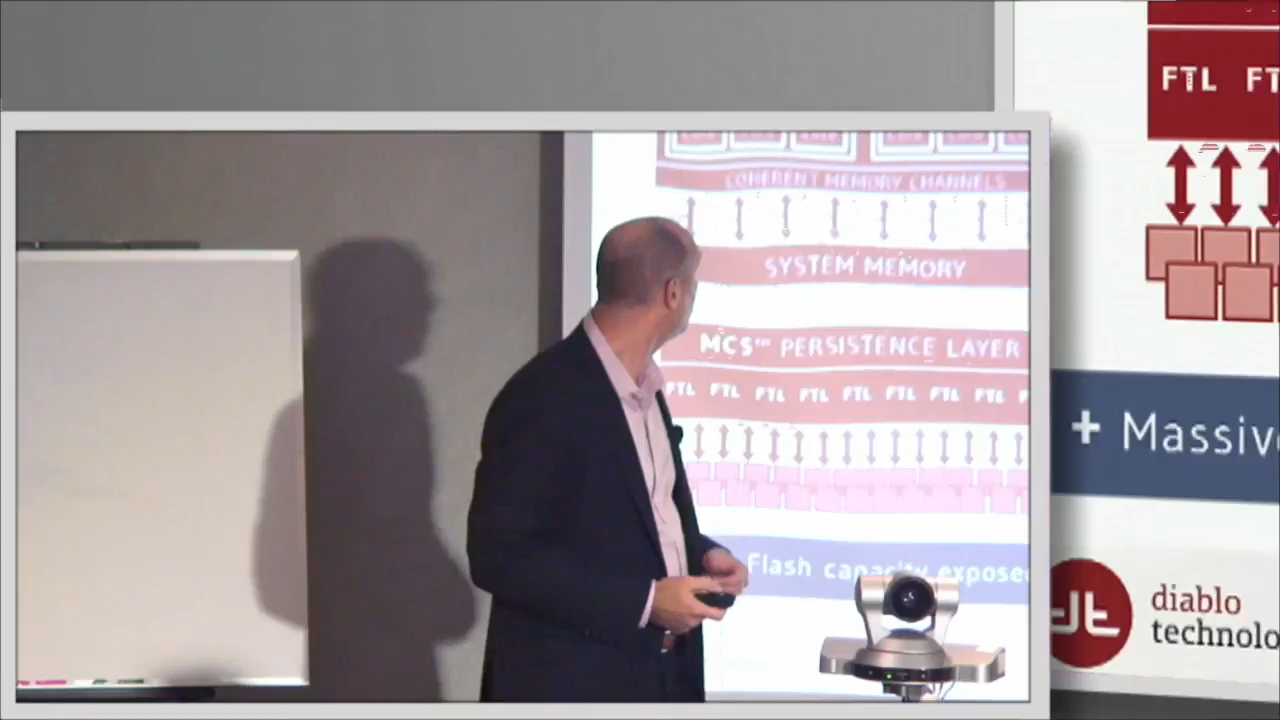 COHERENT MEMORY CHANNELS
SYSTEM MEMORY
MCS™ PERSISTENCE LAYER
FTL FTL FTL FTL FTL FTL FTL FTL
Flash capacity exposed
FTL FT
+ Massiv
dt
diablo
technolo